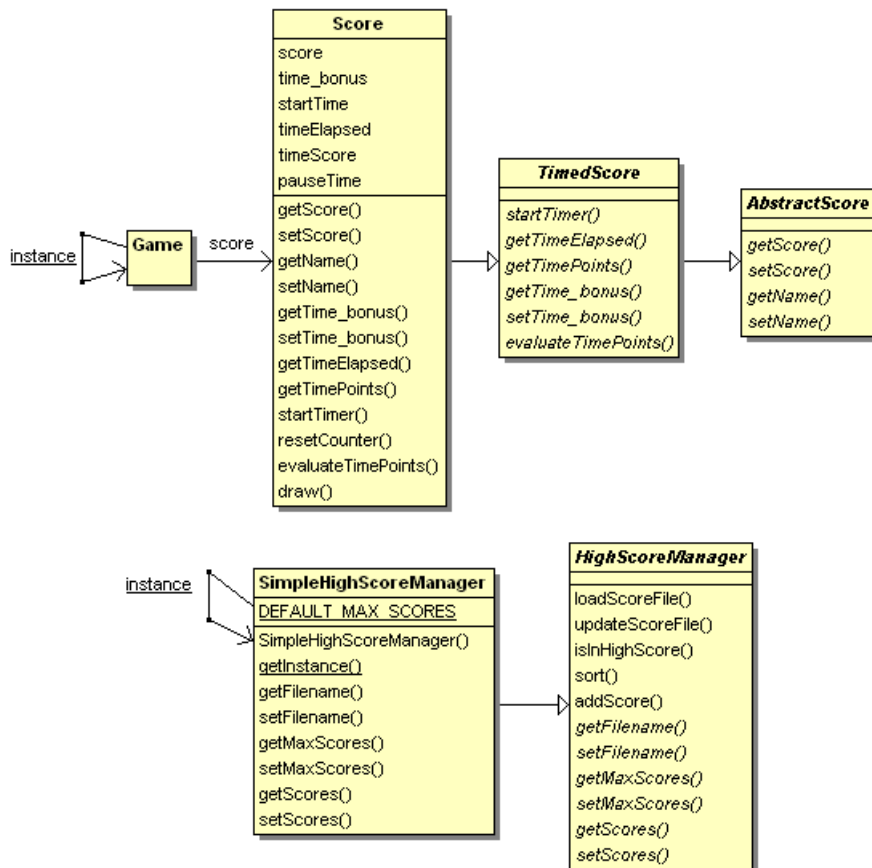 Score
score
time_bonus
startTime
timeElapsed
timeScore
pauseTime
getScore()
setScore()
getName()
setName()
getTime_bonus()
setTime_bonus()
getTimeElapsed()
getTimePoints()
startTimer()
resetCounter()
evaluateTimePoints()
draw()
instance
Game
score
TimedScore
startTimer()
getTimeElapsed()
getTimePoints()
getTime_bonus()
setTime_bonus()
evaluateTimePoints()
AbstractScore
getScore()
setScore()
getName()
setName()
instance
SimpleHighScoreManager
DEFAULT_MAX_SCORES
SimpleHighScoreManager()
getInstance()
getFilename()
setFilename()
getMaxScores()
setMaxScores()
getScores()
setScores()
HighScoreManager
loadScoreFile()
updateScoreFile()
isInHighScore()
sort()
addScore()
getFilename()
setFilename()
getMaxScores()
setMaxScores()
getScores()
setScores()